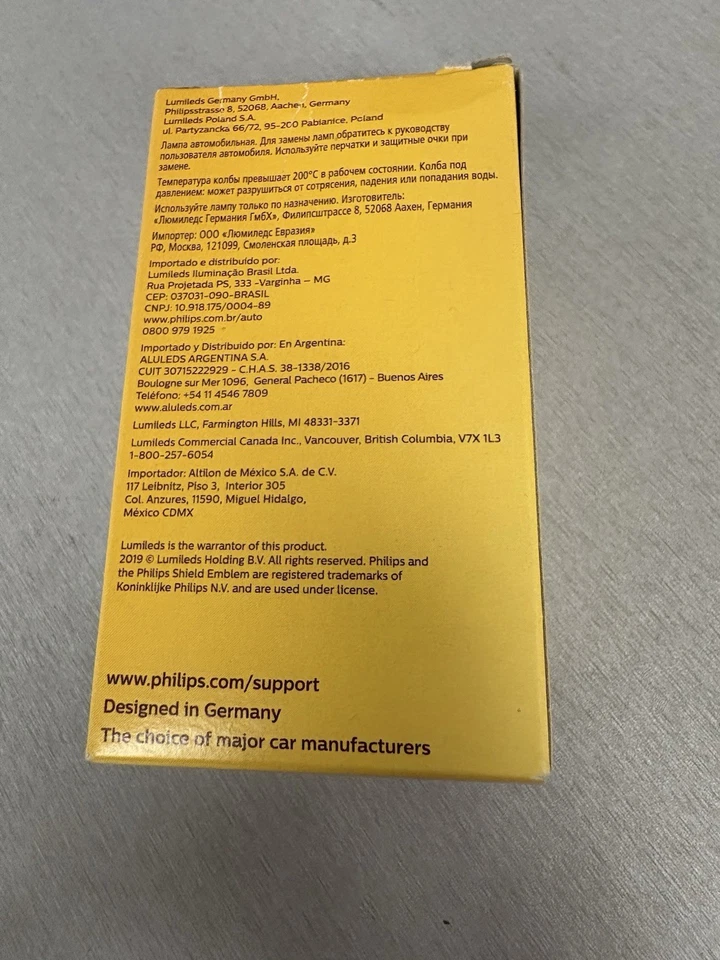 Lumileds Germany GmbH,
Philipsstrasse 8, 52068, Aachen, Germany
Lumileds Poland S.A.
ul. Partyzancka 66/72, 95-200 Pabianice, Poland
Лампа автомобильная. Для замены ламп обратитесь к руководству
пользователя автомобиля. Используйте перчатки и защитные очки при
замене.
Температура колбы превышает 200°C в рабочем состоянии. Колба под
давлением: может разрушиться от сотрясения, падения или попадания воды.
Используйте лампу только по назначению. Изготовитель:
«Люмиледс Германия ГмбХ», Филипсштрассе 8, 52068 Аахен, Германия
Импортер: ООО «Люмиледс Евразия»
РФ, Москва, 121099, Смоленская площадь, д.3
Importado e distribuído por:
Lumileds Iluminação Brasil Ltda.
Rua Projetada PS, 333 -Varginha – MG
CEP: 037031-090-BRASIL
CNPJ: 10.918.175/0004-89
www.philips.com.br/auto
0800 979 1925
Importado y Distribuido por: En Argentina:
ALULEDS ARGENTINA S.A.
CUIT 30715222929 - C.H.A.S. 38-1338/2016
Boulogne sur Mer 1096, General Pacheco (1617) - Buenos Aires
Teléfono: +54 11 4546 7809
www.aluleds.com.ar
Lumileds LLC, Farmington Hills, MI 48331-3371
Lumileds Commercial Canada Inc., Vancouver, British Columbia, V7X 1L3
1-800-257-6054
Importador: Altilon de México S.A. de C.V.
117 Leibnitz, Piso 3, Interior 305
Col. Anzures, 11590, Miguel Hidalgo,
México CDMX
Lumileds is the warrantor of this product.
2019 © Lumileds Holding B.V. All rights reserved. Philips and
the Philips Shield Emblem are registered trademarks of
Koninklijke Philips N.V. and are used under license.
www.philips.com/support
Designed in Germany
The choice of major car manufacturers